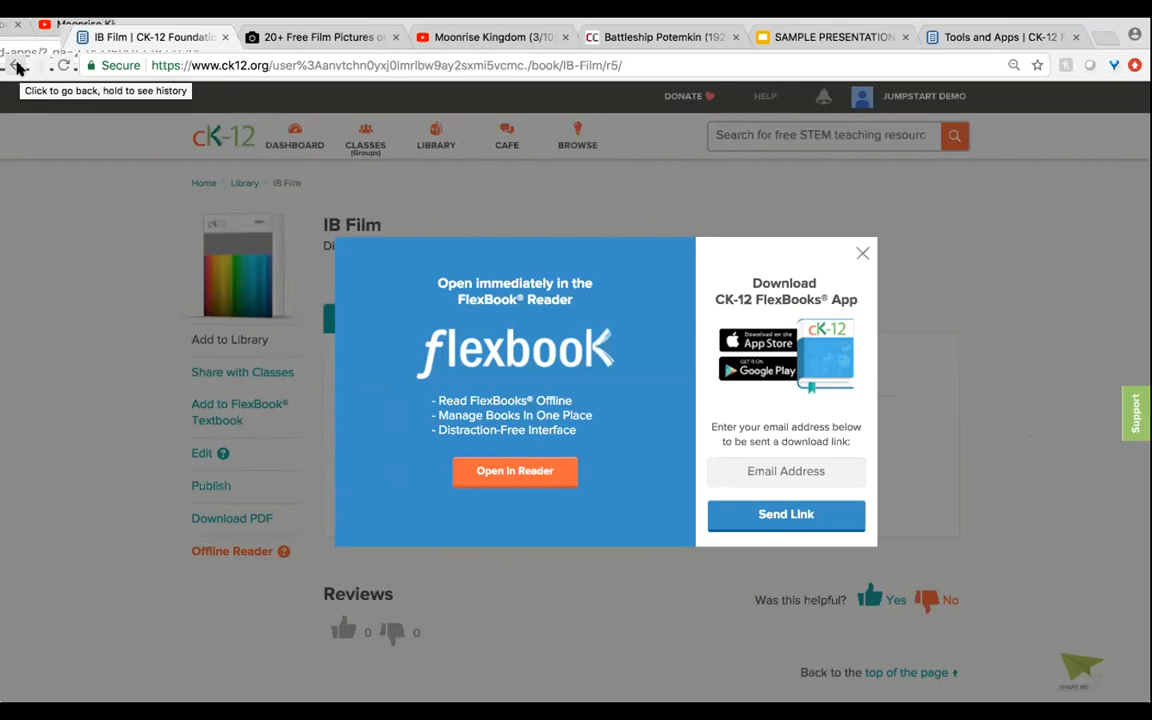 Moonrise Ki
IB Film | CK-12 Foundatio
20+ Free Film Pictures o
Moonrise Kingdom (3/10)
Battleship Potemkin (192
SAMPLE PRESENTATION
Tools and Apps | CK-12 F
Secure https://www.ck12.org/user%3Aanvtchn0yxj0lmrlbw9ay2sxmi5vcmc./book/IB-Film/r5/
Click to go back, hold to see history
DONATE
HELP
JUMPSTART DEMO
cK-12
DASHBOARD
CLASSES
(Groups)
LIBRARY
CAFE
BROWSE
Search for free STEM teaching resourc
Home
Library
IB Film
IB Film
Di
Add to Library
Share with Classes
Add to FlexBook®
Textbook
Edit ?
Publish
Download PDF
Offline Reader ?
Open immediately in the
FlexBook® Reader
flexbook
- Read FlexBooks® Offline
- Manage Books In One Place
- Distraction-Free Interface
Open in Reader
Download
CK-12 FlexBooks® App
Download on the
App Store
GET IT ON
Google Play
cK-12
Enter your email address below
to be sent a download link:
Email Address
Send Link
Support
Reviews
0
0
Was this helpful?
Yes
No
Back to the top of the page
SHARE ME